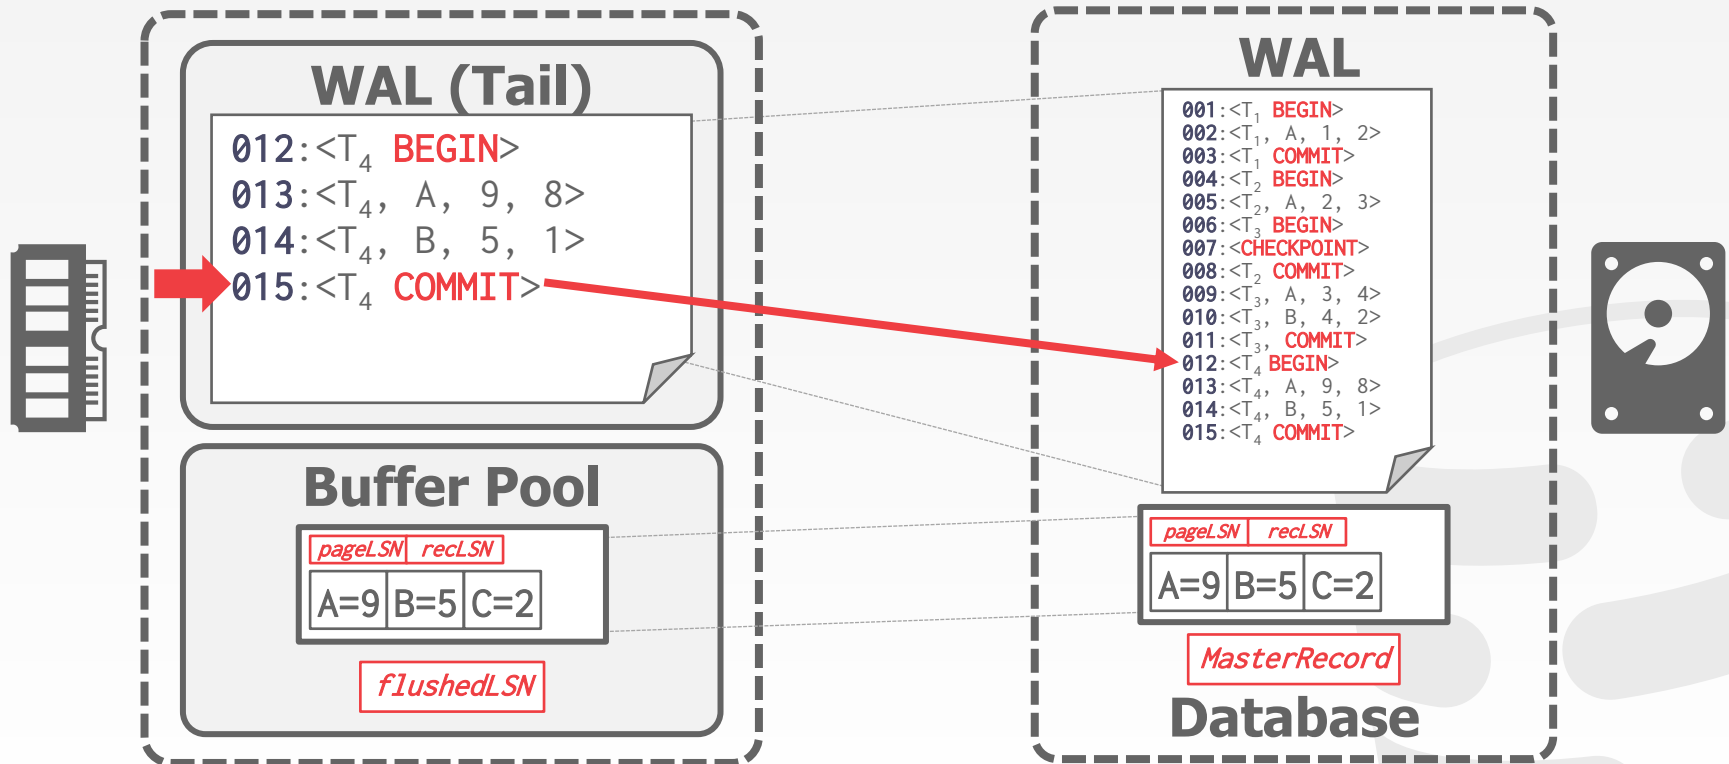 WAL (Tail)
012:<T4 BEGIN>
013:<T4, A, 9, 8>
014:<T4, B, 5, 1>
015:<T4 COMMIT>
Buffer Pool
pageLSN recLSN
A=9 B=5 C=2
flushedLSN
WAL
001:<T1 BEGIN>
002:<T1, A, 1, 2>
003:<T1 COMMIT>
004:<T2 BEGIN>
005:<T2, A, 2, 3>
006:<T3 BEGIN>
007:<CHECKPOINT>
008:<T2 COMMIT>
009:<T3, A, 3, 4>
010:<T3, B, 4, 2>
011:<T3, COMMIT>
012:<T4 BEGIN>
013:<T4, A, 9, 8>
014:<T4, B, 5, 1>
015:<T4 COMMIT>
pageLSN recLSN
A=9 B=5 C=2
MasterRecord
Database